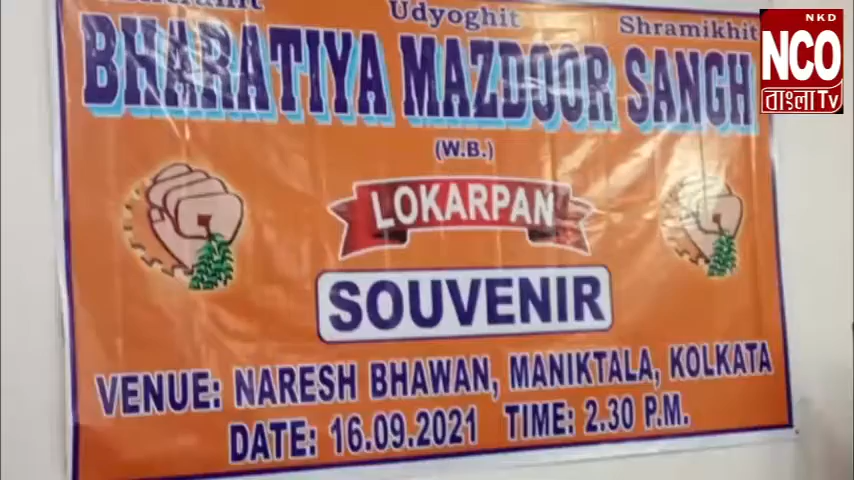 Udyoghit
Shramikhit
BHARATIYA MAZDOOR SANGH
(W.B.)
LOKARPAN
SOUVENIR
VENUE: NARESH BHAWAN, MANIKTALA, KOLKATA
DATE: 16.09.2021 TIME: 2.30 P.M.
NKD
NCO
বাংলা TV